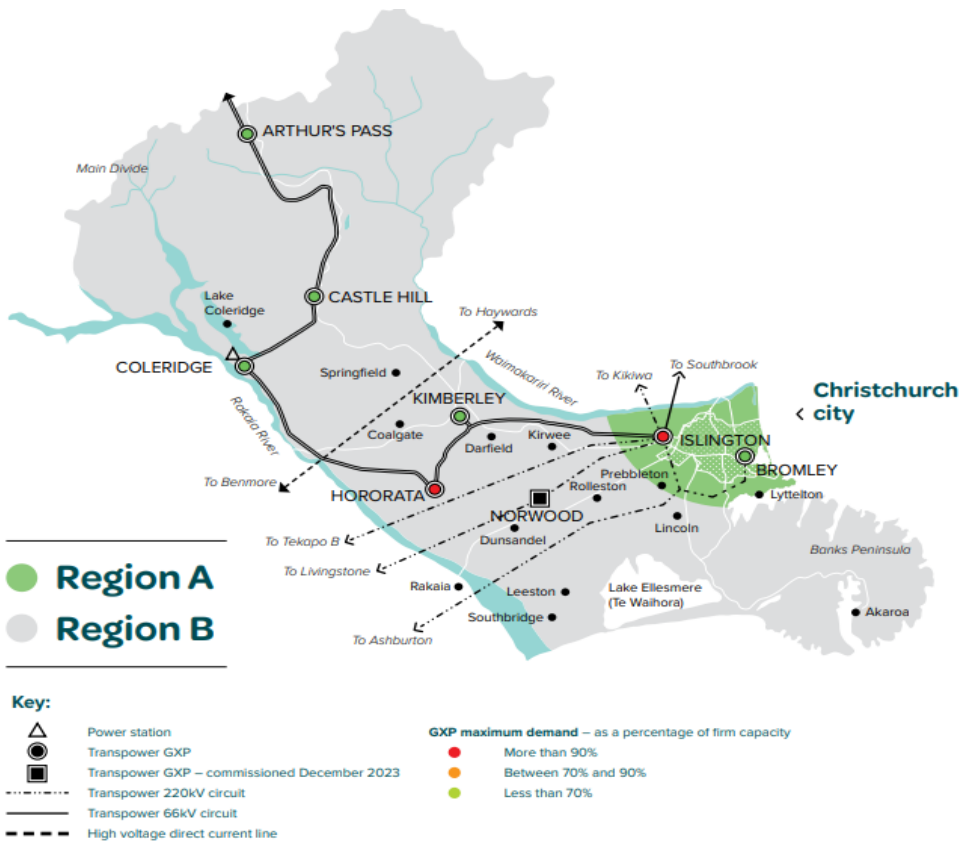 ARTHUR'S PASS
Main Divide
Lake
Coleridge
CASTLE HILL
To Haywards
COLERIDGE
Springfield
Waimakariri River
To Kikiwa
To Southbrook
Christchurch
< city
KIMBERLEY
Rakaia River
Coalgate
Darfield
Kirwee
ISLINGTON
BROMLEY
To Benmore
HORORATA
Prebbleton
Rolleston
Lyttelton
NORWOOD
Lincoln
To Tekapo B
Dunsandel
Banks Peninsula
To Livingstone
Rakaia
Leeston
Lake Ellesmere
(Te Waihora)
Southbridge
Akaroa
To Ashburton
Region A
Region B
Key:
Power station
Transpower GXP
Transpower GXP – commissioned December 2023
Transpower 220kV circuit
Transpower 66kV circuit
High voltage direct current line
GXP maximum demand – as a percentage of firm capacity
More than 90%
Between 70% and 90%
Less than 70%